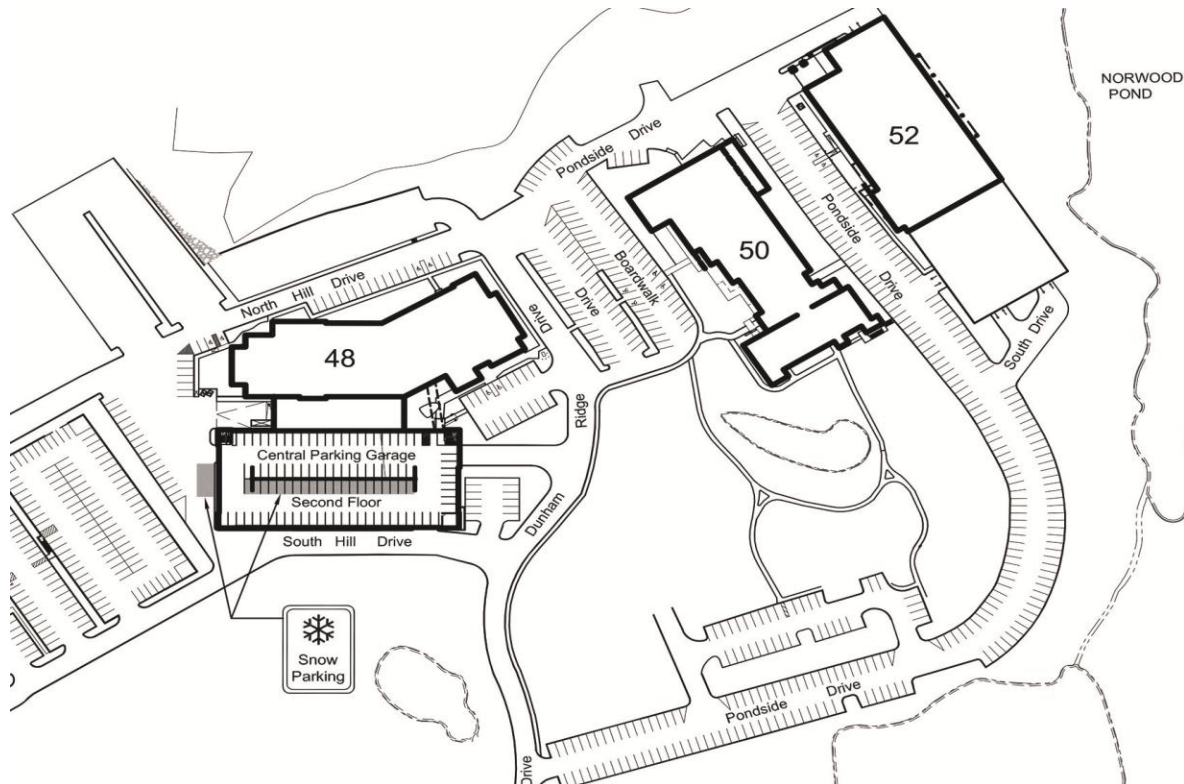 NORWOOD
POND
52
Pondside Drive
50
Pondside
Drive
Boardwalk
Drive
North Hill Drive
Drive
48
South Drive
Ridge
Central Parking Garage
Second Floor
Dunham
South Hill Drive
Snow
Parking
Pondside Drive
Drive